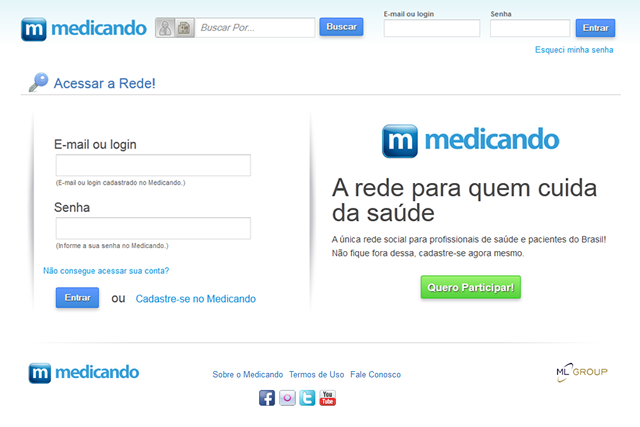 medicando
Buscar Por...
Buscar
E-mail ou login
Senha
Entrar
Esqueci minha senha
Acessar a Rede!
E-mail ou login
(E-mail ou login cadastrado no Medicando.)
Senha
(Informe a sua senha no Medicando.)
Não consegue acessar sua conta?
Entrar ou Cadastre-se no Medicando
m medicando
A rede para quem cuida
da saúde
A única rede social para profissionais de saúde e pacientes do Brasil!
Não fique fora dessa, cadastre-se agora mesmo.
Quero Participar!
m medicando
Sobre o Medicando Termos de Uso Fale Conosco
f t You Tube
ML GROUP